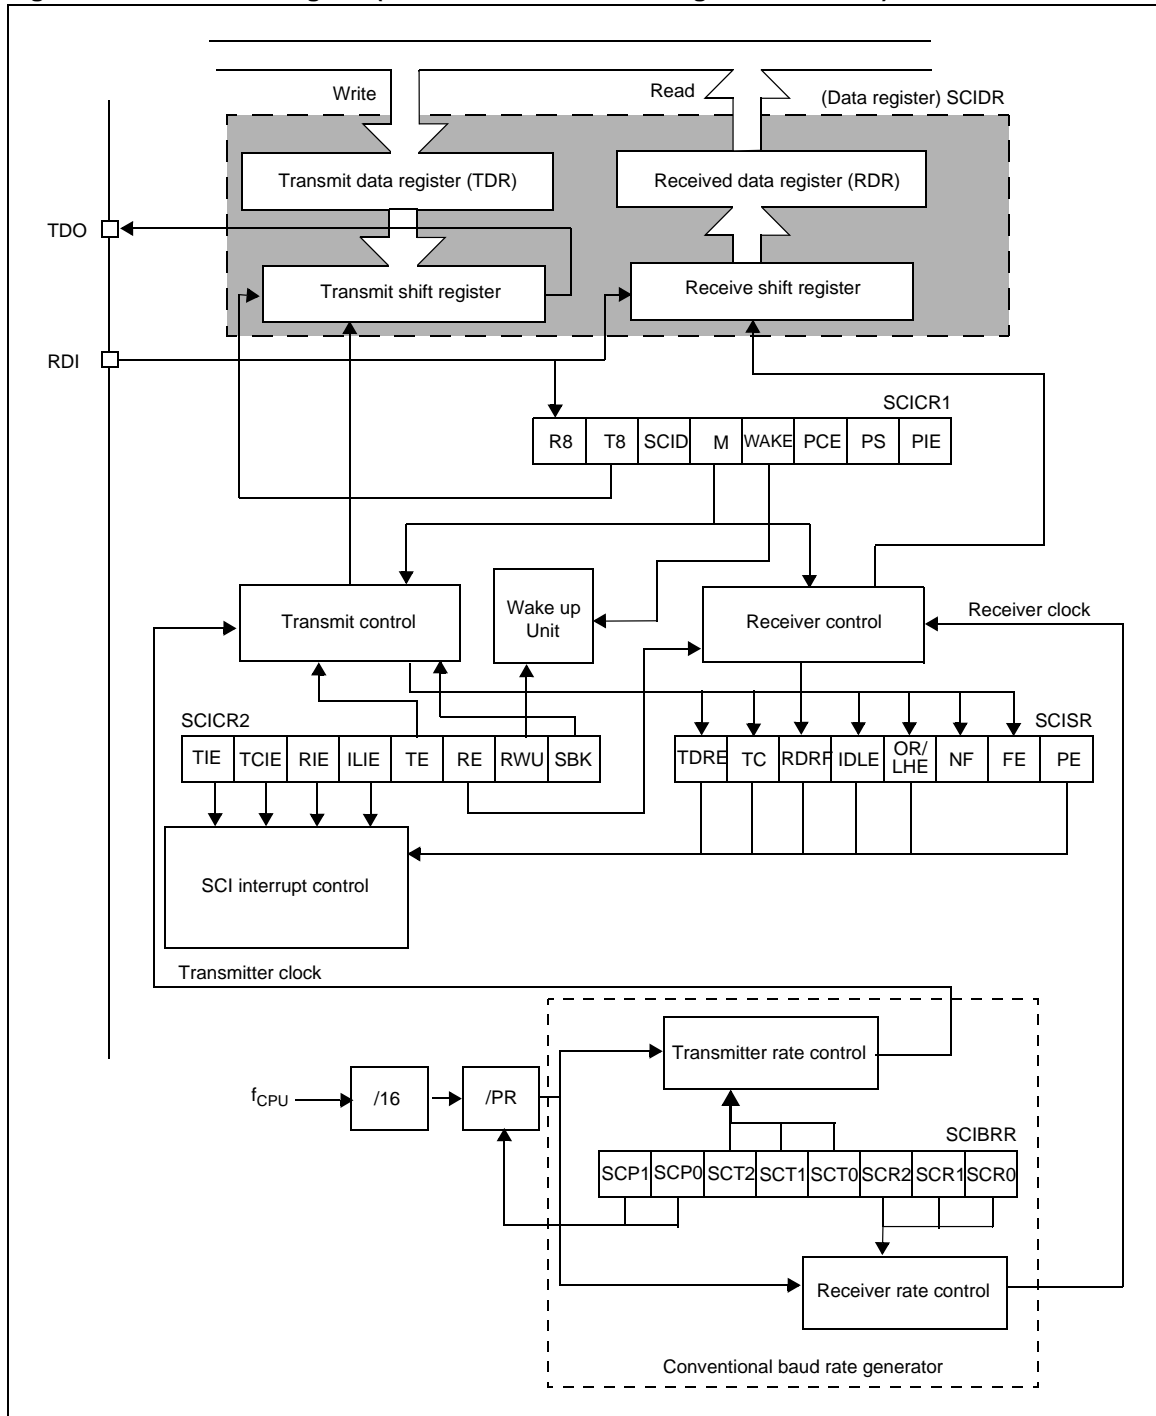 Write
Read
(Data register) SCIDR
Transmit data register (TDR)
Received data register (RDR)
TDO
Transmit shift register
Receive shift register
RDI
SCICR1
R8 T8 SCID M WAKE PCE PS PIE
Transmit control
Wake up
Unit
Receiver control
Receiver clock
SCICR2
SCISR
TIE TCIE RIE ILIE TE RE RWU SBK
TDRE TC RDRF IDLE OR/
LHE NF FE PE
SCI interrupt control
Transmitter clock
Transmitter rate control
fCPU
/16
/PR
SCIBRR
SCP1 SCP0 SCT2 SCT1 SCT0 SCR2 SCR1 SCR0
Receiver rate control
Conventional baud rate generator